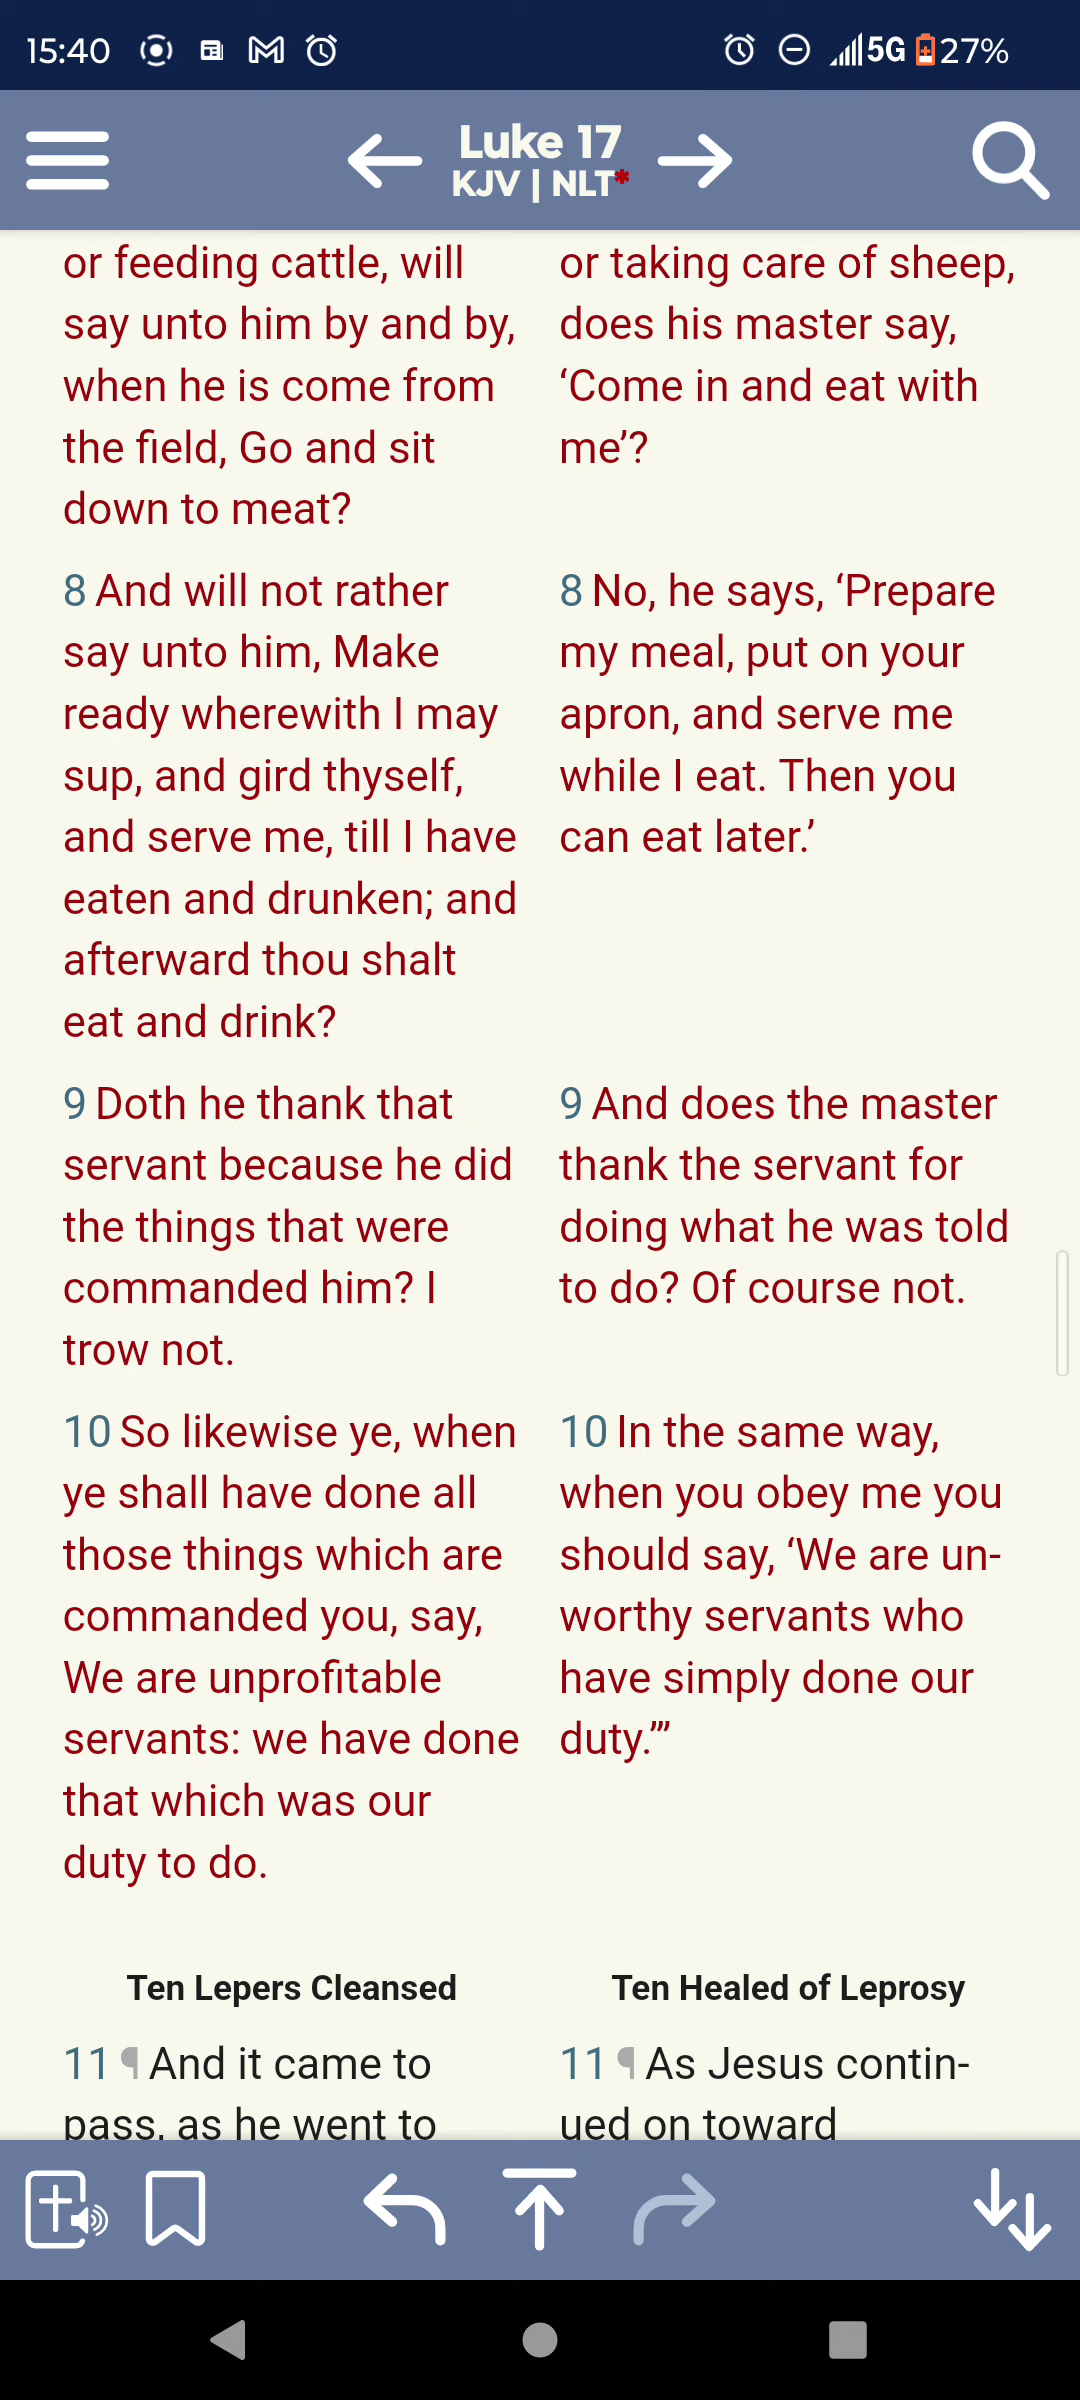 15:40
5G 27%
Luke 17
KJV | NLT*
or feeding cattle, will
say unto him by and by,
when he is come from
the field, Go and sit
down to meat?
8 And will not rather
say unto him, Make
ready wherewith I may
sup, and gird thyself,
and serve me, till I have
eaten and drunken; and
afterward thou shalt
eat and drink?
9 Doth he thank that
servant because he did
the things that were
commanded him? I
trow not.
10 So likewise ye, when
ye shall have done all
those things which are
commanded you, say,
We are unprofitable
servants: we have done
that which was our
duty to do.
Ten Lepers Cleansed
11 ¶ And it came to
pass, as he went to
or taking care of sheep,
does his master say,
‘Come in and eat with
me’?
8 No, he says, ‘Prepare
my meal, put on your
apron, and serve me
while I eat. Then you
can eat later.’
9 And does the master
thank the servant for
doing what he was told
to do? Of course not.
10 In the same way,
when you obey me you
should say, ‘We are un-
worthy servants who
have simply done our
duty.’”
Ten Healed of Leprosy
11 ¶ As Jesus contin-
ued on toward